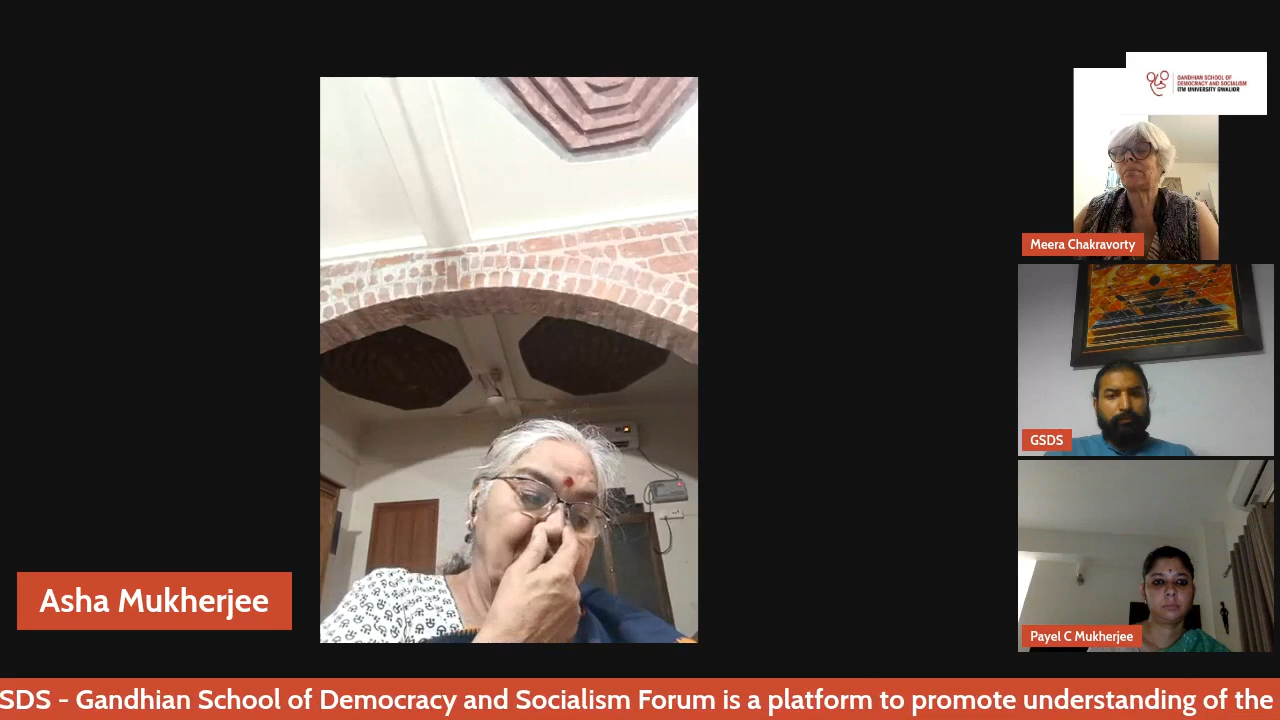 GANDHIAN SCHOOL OF
DEMOCRACY AND SOCIALISM
ITM UNIVERSITY GWALIOR
Meera Chakravorty
GSDS
Asha Mukherjee
Payel C Mukherjee
SDS - Gandhian School of Democracy and Socialism Forum is a platform to promote understanding of the